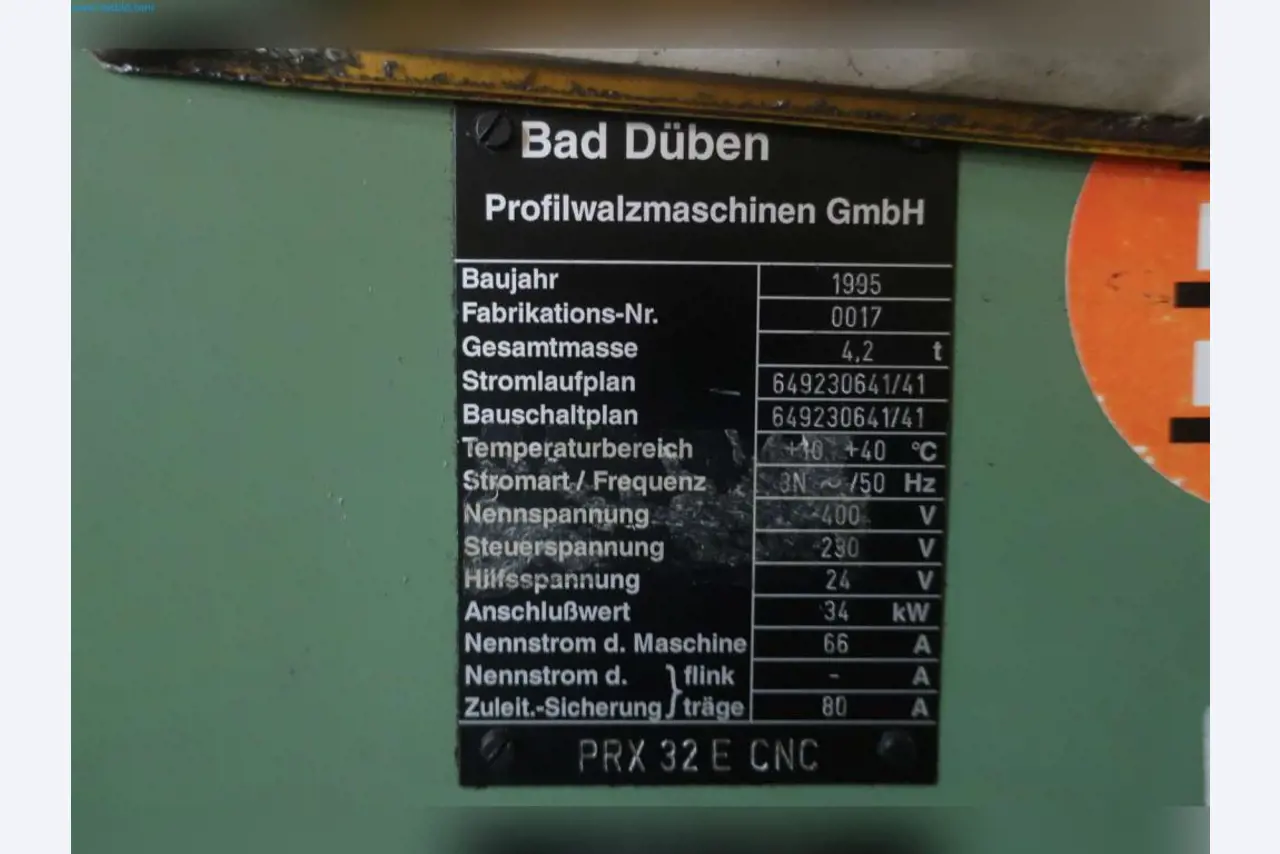 Bad Düben
Profilwalzmaschinen GmbH
Baujahr 1995
Fabrikations-Nr. 0017
Gesamtmasse 4,2 t
Stromlaufplan 649230641/41
Bauschaltplan 649230641/41
Temperaturbereich +10 +40 °C
Stromart / Frequenz 3N ~ /50 Hz
Nennspannung 400 V
Steuerspannung 230 V
Hilfsspannung 24 V
Anschlußwert 34 kW
Nennstrom d. Maschine 66 A
Nennstrom d. } flink - A
Zuleit.-Sicherung } träge 80 A
PRX 32 E CNC